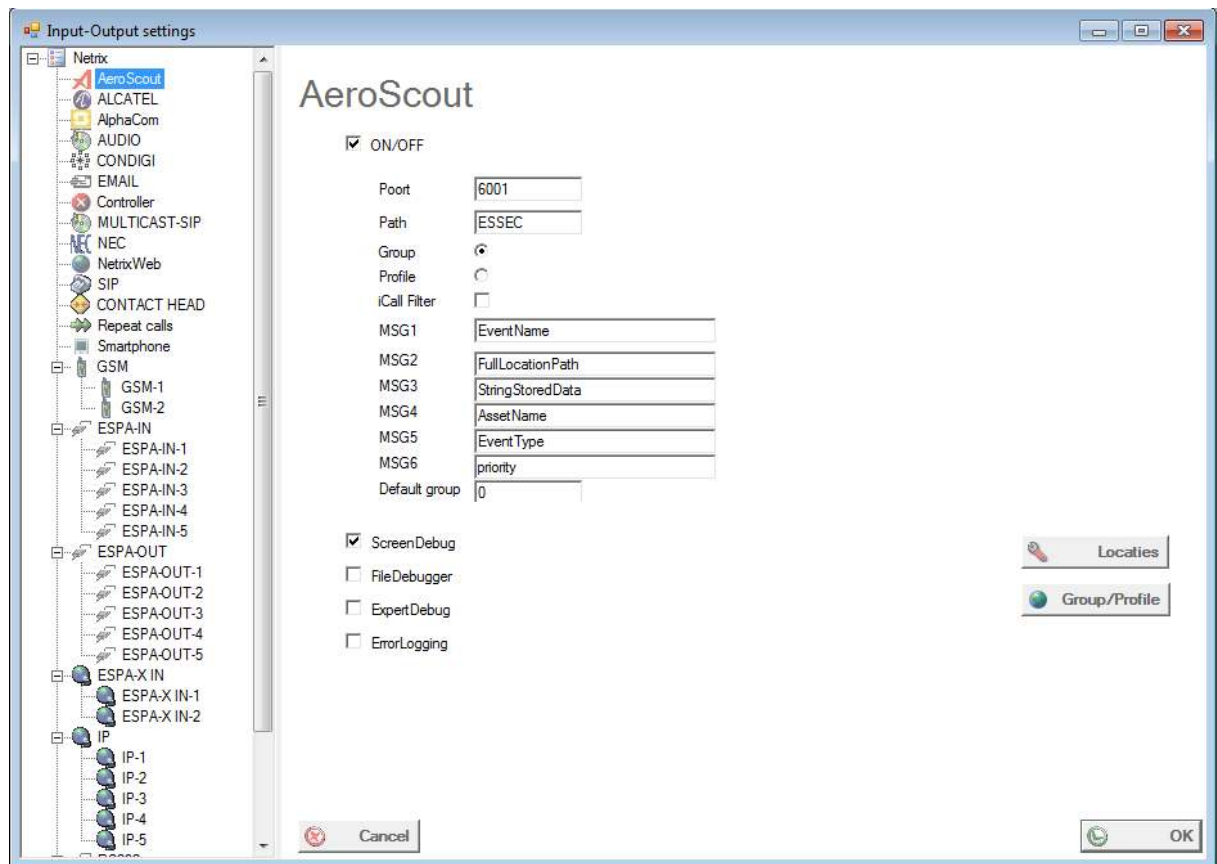 Input-Output settings
Netrix
AeroScout
ALCATEL
AlphaCom
AUDIO
CONDIGI
EMAIL
Controller
MULTICAST-SIP
NEC
NetrixWeb
SIP
CONTACT HEAD
Repeat calls
Smartphone
GSM
GSM-1
GSM-2
ESPA-IN
ESPA-IN-1
ESPA-IN-2
ESPA-IN-3
ESPA-IN-4
ESPA-IN-5
ESPA-OUT
ESPA-OUT-1
ESPA-OUT-2
ESPA-OUT-3
ESPA-OUT-4
ESPA-OUT-5
ESPA-X IN
ESPA-X IN-1
ESPA-X IN-2
IP
IP-1
IP-2
IP-3
IP-4
IP-5
AeroScout
ON/OFF
Poort 6001
Path ESSEC
Group
Profile
iCall Filter
MSG1 EventName
MSG2 FullLocationPath
MSG3 StringStoredData
MSG4 AssetName
MSG5 EventType
MSG6 priority
Default group 0
ScreenDebug
FileDebugger
ExpertDebug
ErrorLogging
Locaties
Group/Profile
Cancel
OK